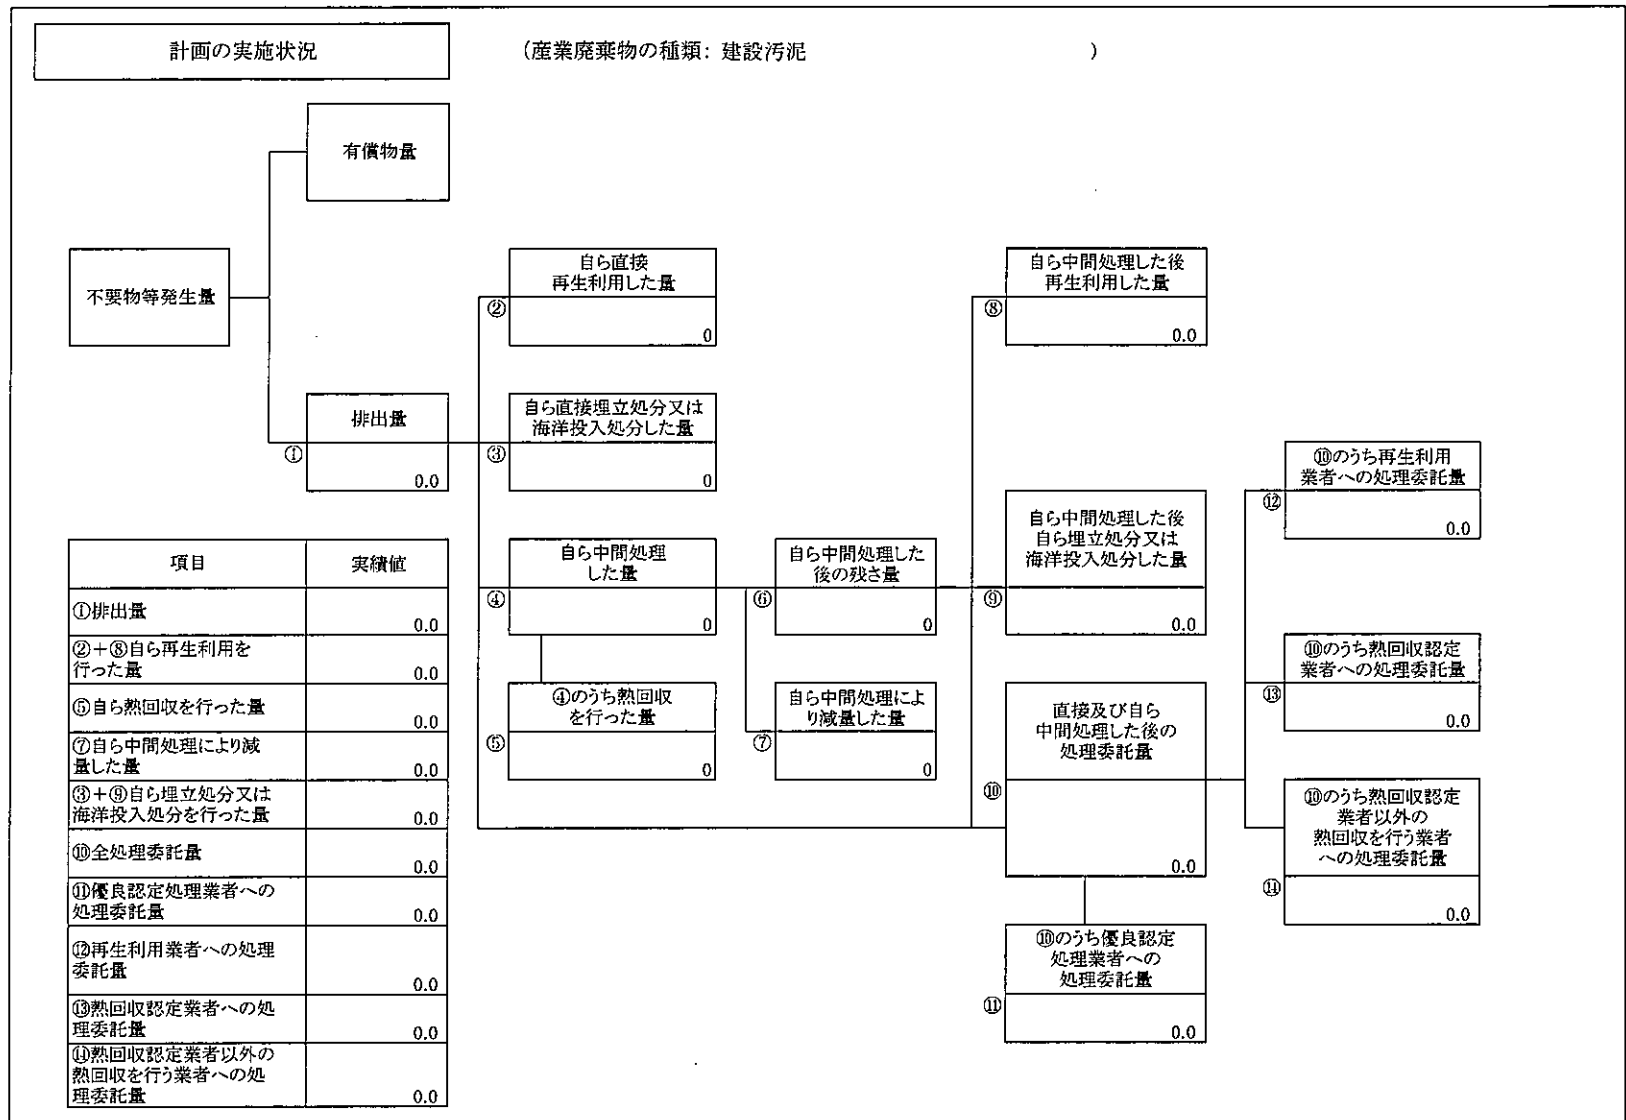 計画の実施状況
(産業廃棄物の種類: 建設汚泥 )
有償物量
不要物等発生量
排出量
①
0.0
自ら直接
再生利用した量
②
0
自ら直接埋立処分又は
海洋投入処分した量
③
0
自ら中間処理
した量
④
0
④のうち熱回収
を行った量
⑤
0
自ら中間処理した
後の残さ量
⑥
0
自ら中間処理によ
り減量した量
⑦
0
自ら中間処理した後
再生利用した量
⑧
0.0
自ら中間処理した後
自ら埋立処分又は
海洋投入処分した量
⑨
0.0
直接及び自ら
中間処理した後の
処理委託量
⑩
0.0
⑩のうち優良認定
処理業者への
処理委託量
⑪
0.0
⑩のうち再生利用
業者への処理委託量
⑫
0.0
⑩のうち熱回収認定
業者への処理委託量
⑬
0.0
⑩のうち熱回収認定
業者以外の
熱回収を行う業者
への処理委託量
⑭
0.0
項目 実績値
①排出量
0.0
②+⑧自ら再生利用を
行った量
0.0
⑤自ら熱回収を行った量
0.0
⑦自ら中間処理により減
量した量
0.0
③+⑨自ら埋立処分又は
海洋投入処分を行った量
0.0
⑩全処理委託量
0.0
⑪優良認定処理業者への
処理委託量
0.0
⑫再生利用業者への処理
委託量
0.0
⑬熱回収認定業者への処
理委託量
0.0
⑭熱回収認定業者以外の
熱回収を行う業者への処
理委託量
0.0